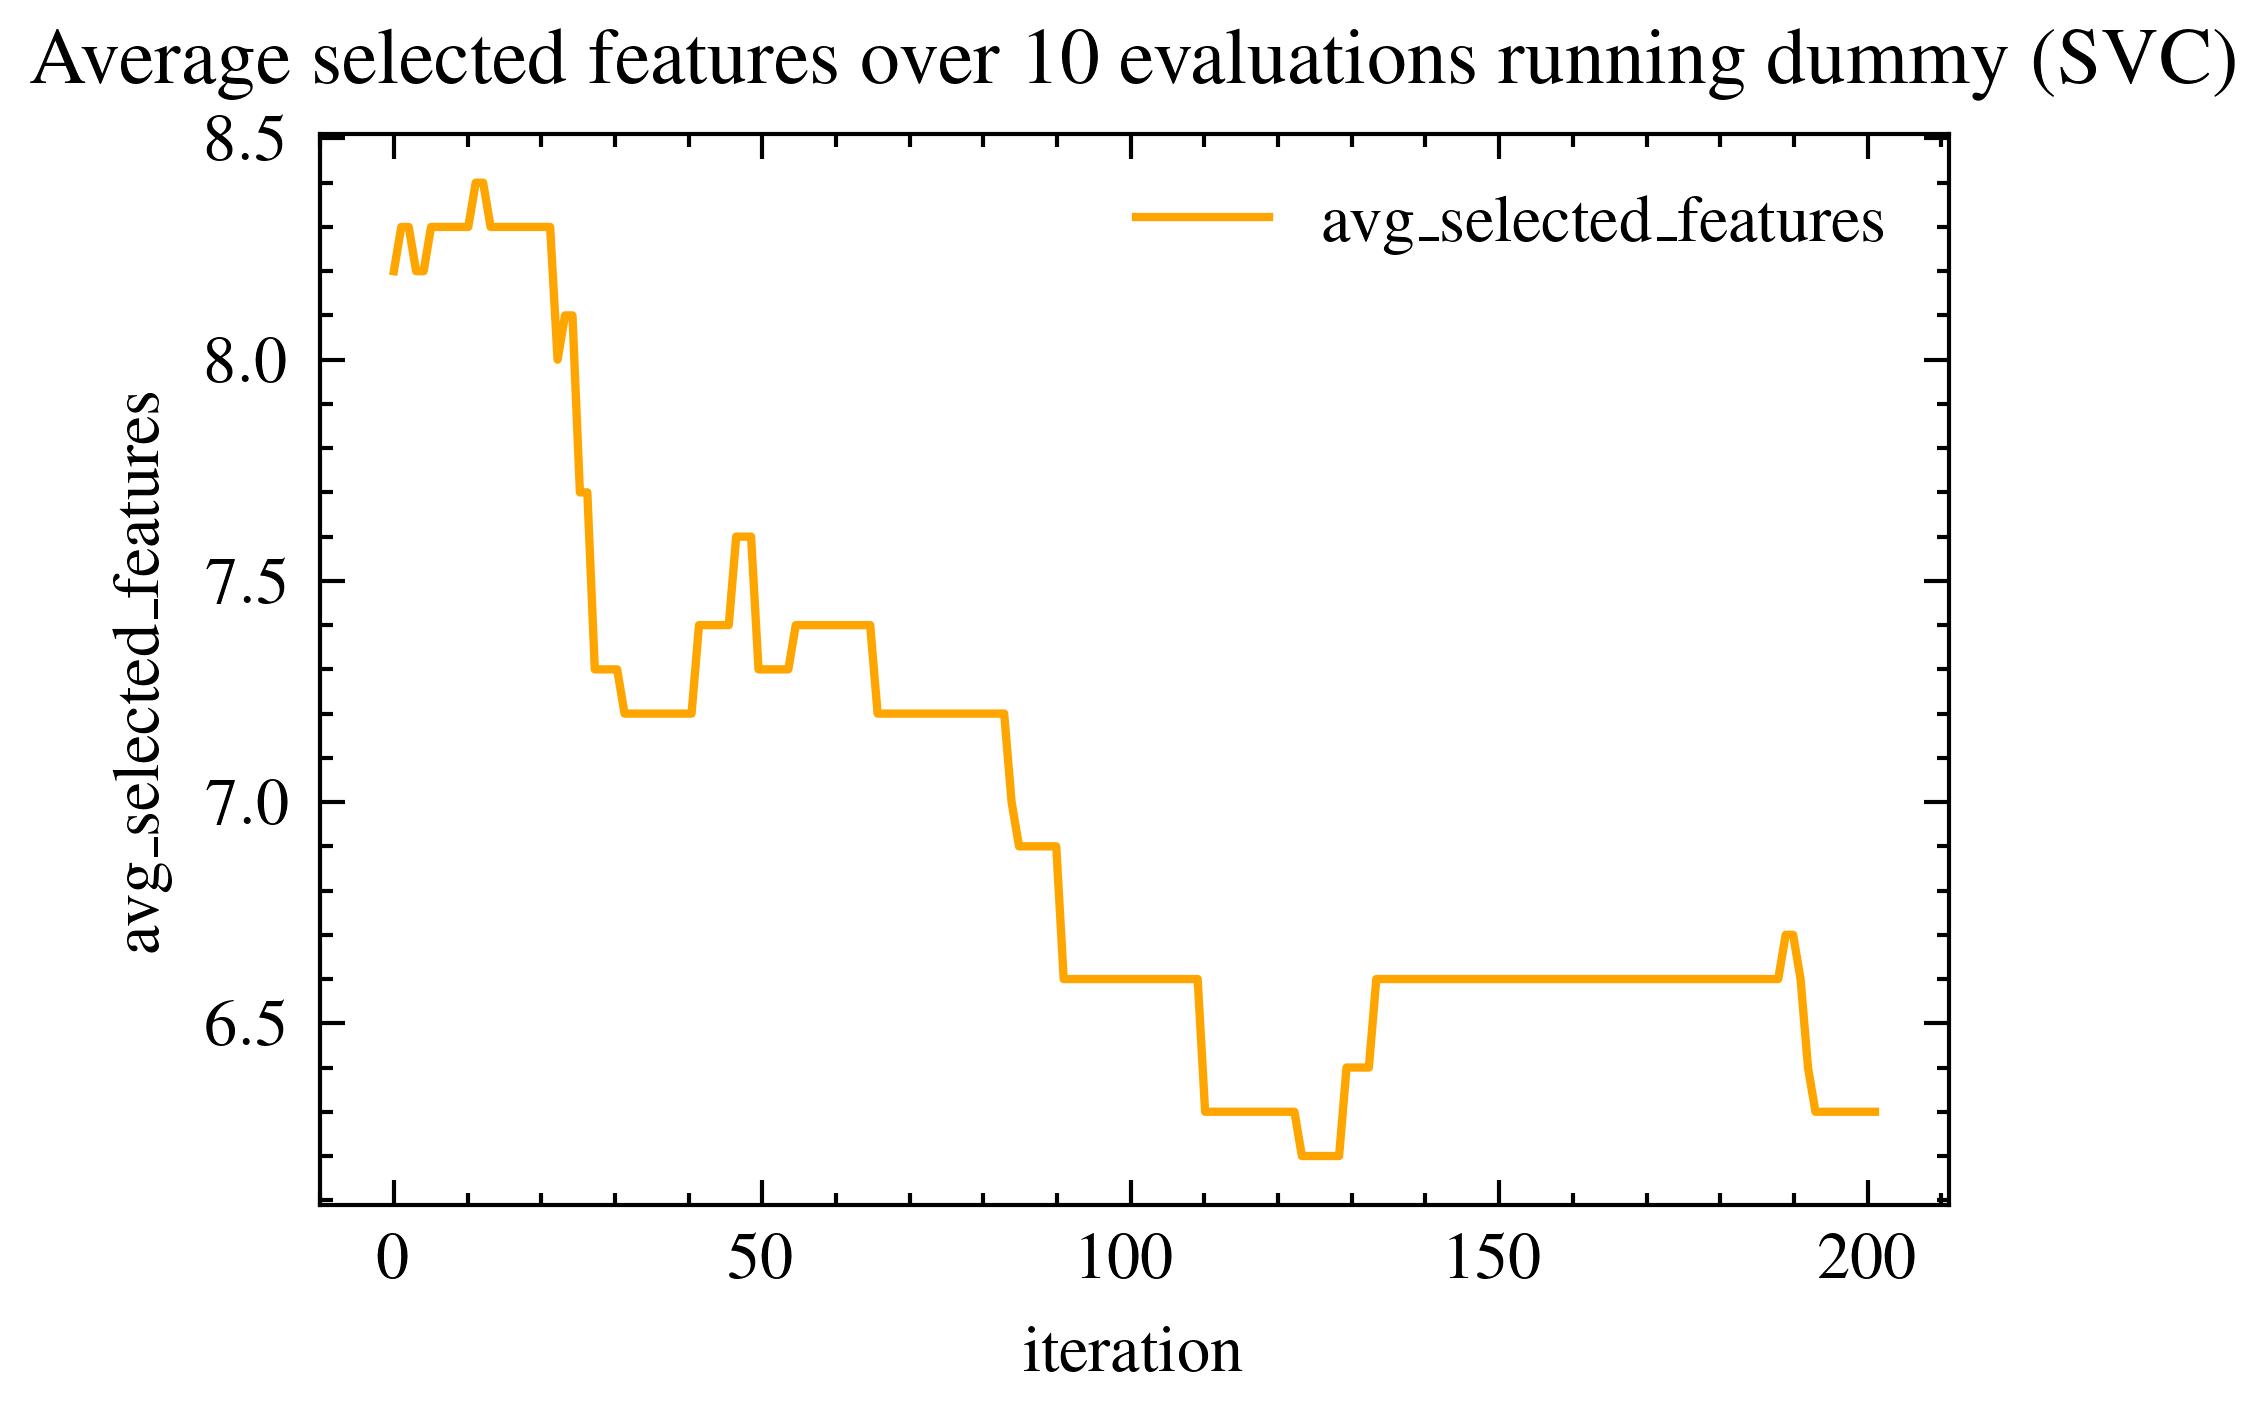 Average selected features over 10 evaluations running dummy (SVC)
8.5
8.0
7.5
7.0
6.5
avg_selected_features
avg_selected_features
0 50 100 150 200
iteration